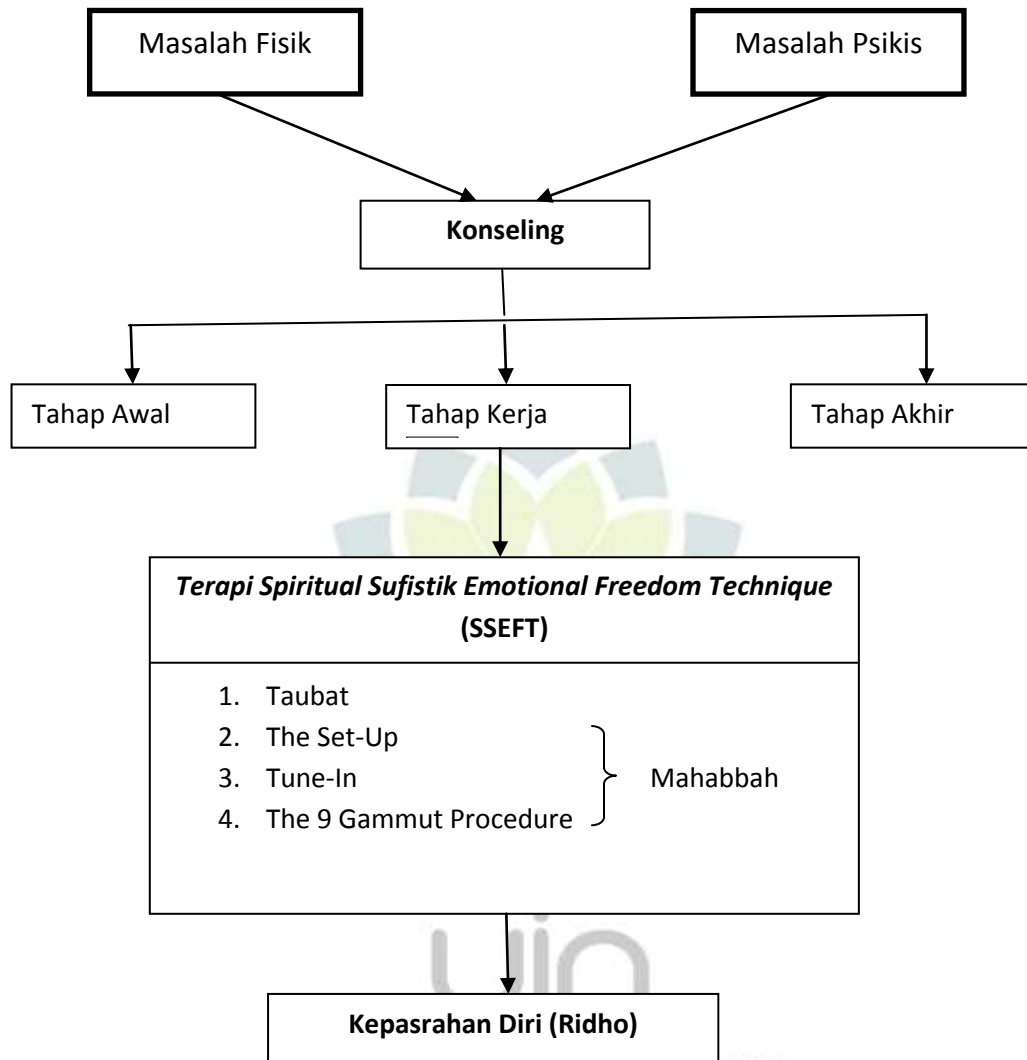 Masalah Fisik
Masalah Psikis
Konseling
Tahap Awal
Tahap Kerja
Tahap Akhir
Terapi Spiritual Sufistik Emotional Freedom Technique
(SSEFT)
1. Taubat
2. The Set-Up
3. Tune-In
4. The 9 Gammut Procedure
Mahabbah
uin
Kepasrahan Diri (Ridho)